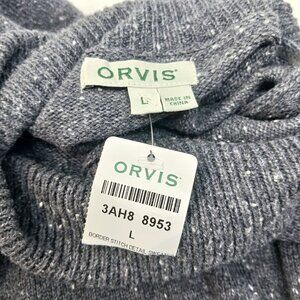 ORVIS
L
MADE IN
CHINA
ORVIS
3AH8 8953
L
BORDER STITCH DETAIL